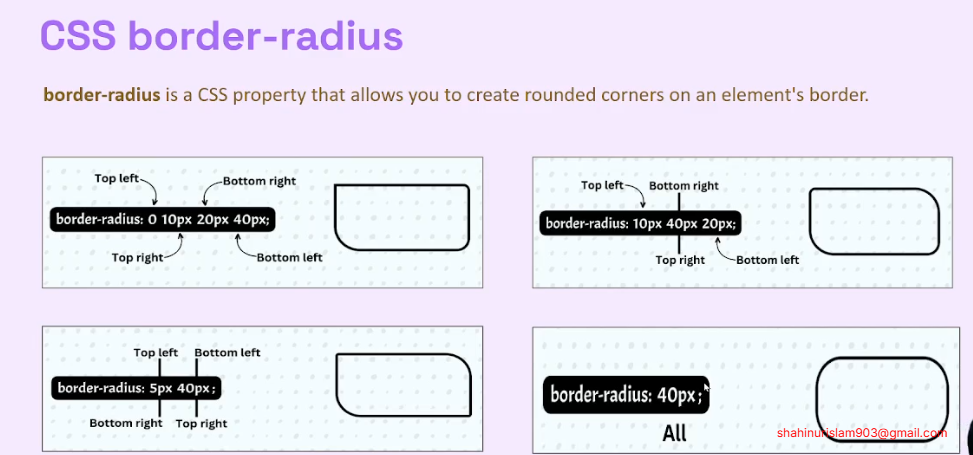 CSS border-radius
border-radius is a CSS property that allows you to create rounded corners on an element's border.
Top left
Bottom right
border-radius: 0 10px 20px 40px;
Top right
Bottom left
Top left
Bottom right
border-radius: 10px 40px 20px;
Top right
Bottom left
Top left
Bottom left
border-radius: 5px 40px;
Bottom right
Top right
border-radius: 40px;
All
shahinurislam903@gmail.com